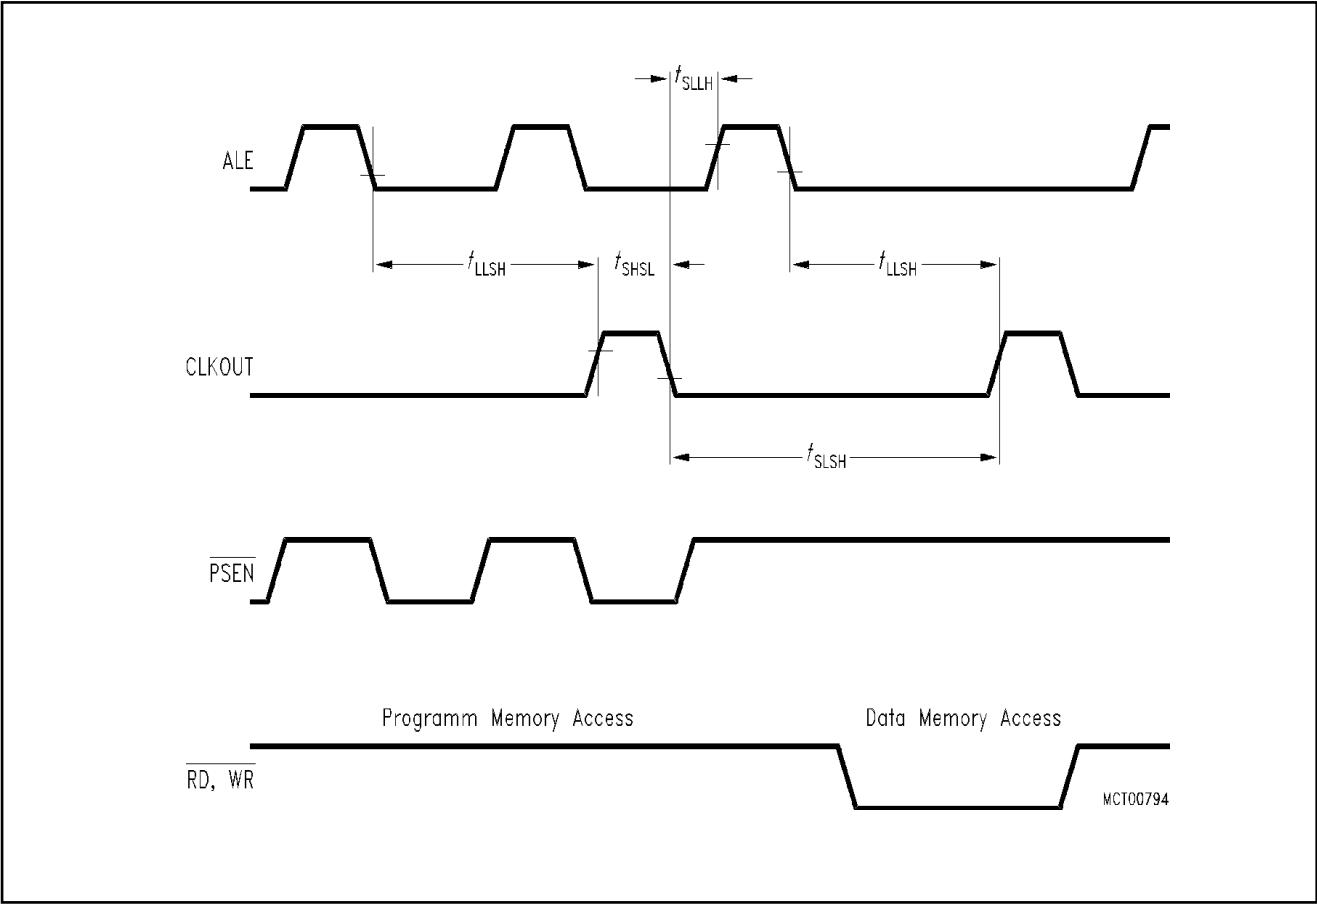 tSLLH
ALE
tLLSH
tSHSL
tLLSH
CLKOUT
tSLSH
PSEN
Programm Memory Access
Data Memory Access
RD, WR
MCT00794